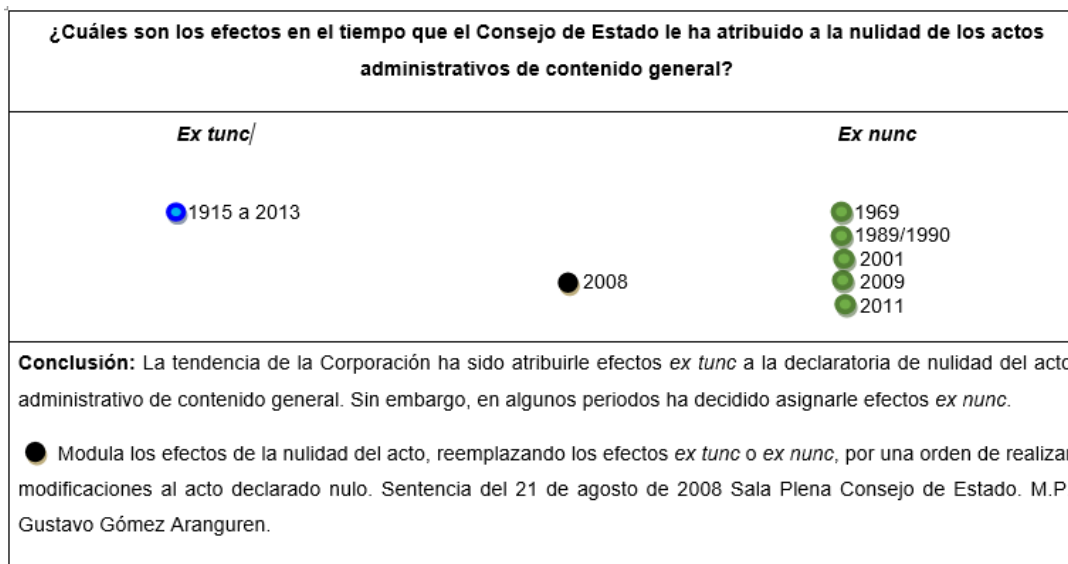 ¿Cuáles son los efectos en el tiempo que el Consejo de Estado le ha atribuido a la nulidad de los actos
administrativos de contenido general?
Ex tunc/
Ex nunc
1915 a 2013
1969
1989/1990
2001
2008
2009
2011
Conclusión: La tendencia de la Corporación ha sido atribuirle efectos ex tunc a la declaratoria de nulidad del acto
administrativo de contenido general. Sin embargo, en algunos periodos ha decidido asignarle efectos ex nunc.
Modula los efectos de la nulidad del acto, reemplazando los efectos ex tunc o ex nunc, por una orden de realizar
modificaciones al acto declarado nulo. Sentencia del 21 de agosto de 2008 Sala Plena Consejo de Estado. M.P
Gustavo Gómez Aranguren.